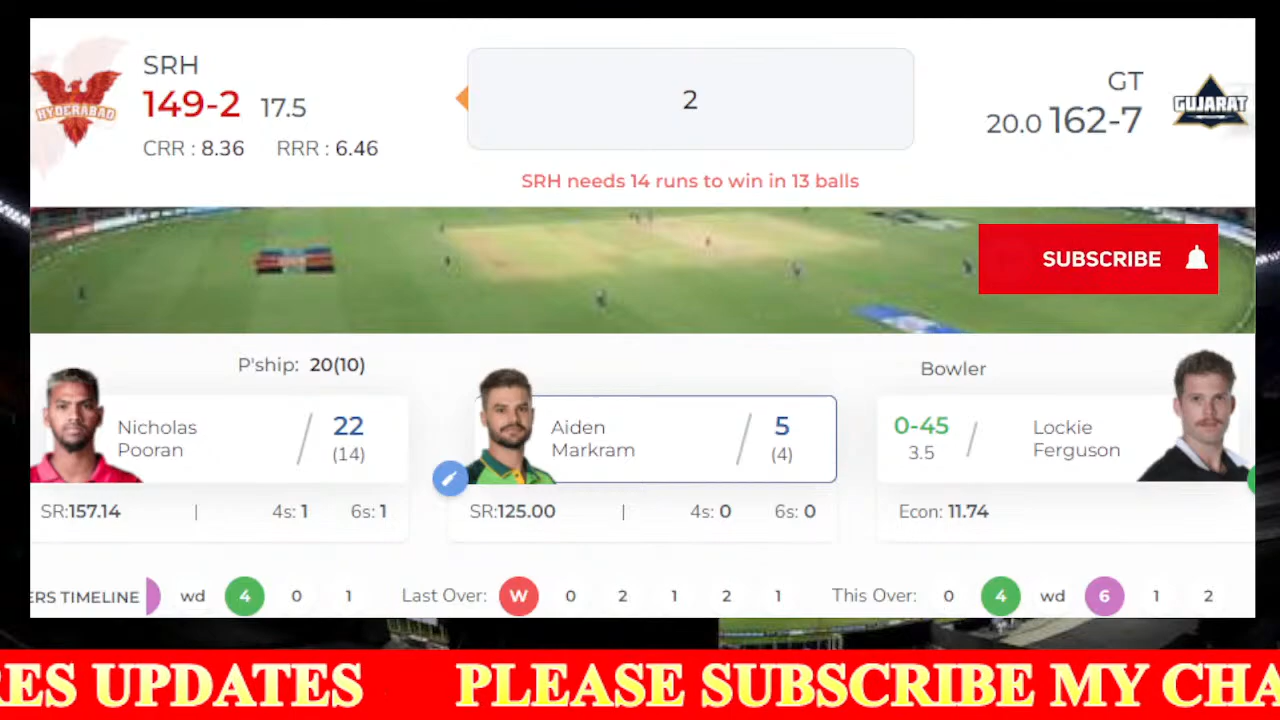 SRH
149-2 17.5
CRR : 8.36 RRR : 6.46
HYDERABAD
2
SRH needs 14 runs to win in 13 balls
GT
20.0 162-7
GUJARAT
SUBSCRIBE
P'ship: 20(10)
Nicholas
Pooran
22
(14)
SR:157.14 | 4s: 1 6s: 1
Aiden
Markram
5
(4)
SR:125.00 | 4s: 0 6s: 0
Bowler
0-45
3.5
Lockie
Ferguson
Econ: 11.74
ERS TIMELINE wd 4 0 1 Last Over: W 0 2 1 2 1 This Over: 0 4 wd 6 1 2
RES UPDATES PLEASE SUBSCRIBE MY CHA